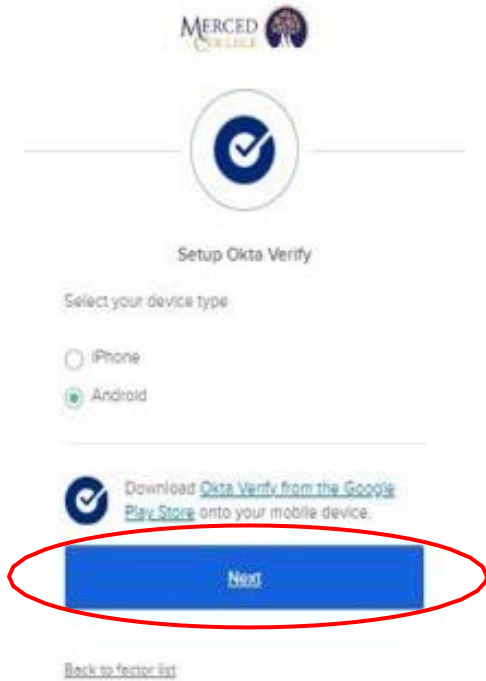 MERCED
COLLEGE
Setup Okta Verify
Select your device type
iPhone
Android
Download Okta Verify from the Google
Play Store onto your mobile device.
Next
Back to factor list